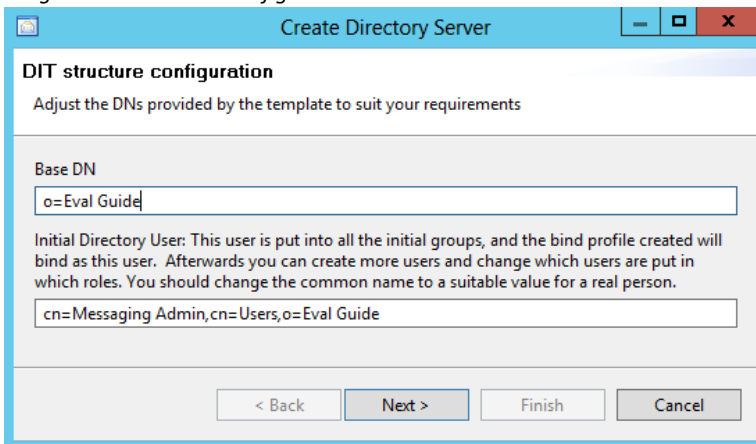 Create Directory Server
DIT structure configuration
Adjust the DNs provided by the template to suit your requirements
Base DN
o=Eval Guide
Initial Directory User: This user is put into all the initial groups, and the bind profile created will
bind as this user. Afterwards you can create more users and change which users are put in
which roles. You should change the common name to a suitable value for a real person.
cn=Messaging Admin,cn=Users,o=Eval Guide
< Back Next > Finish Cancel